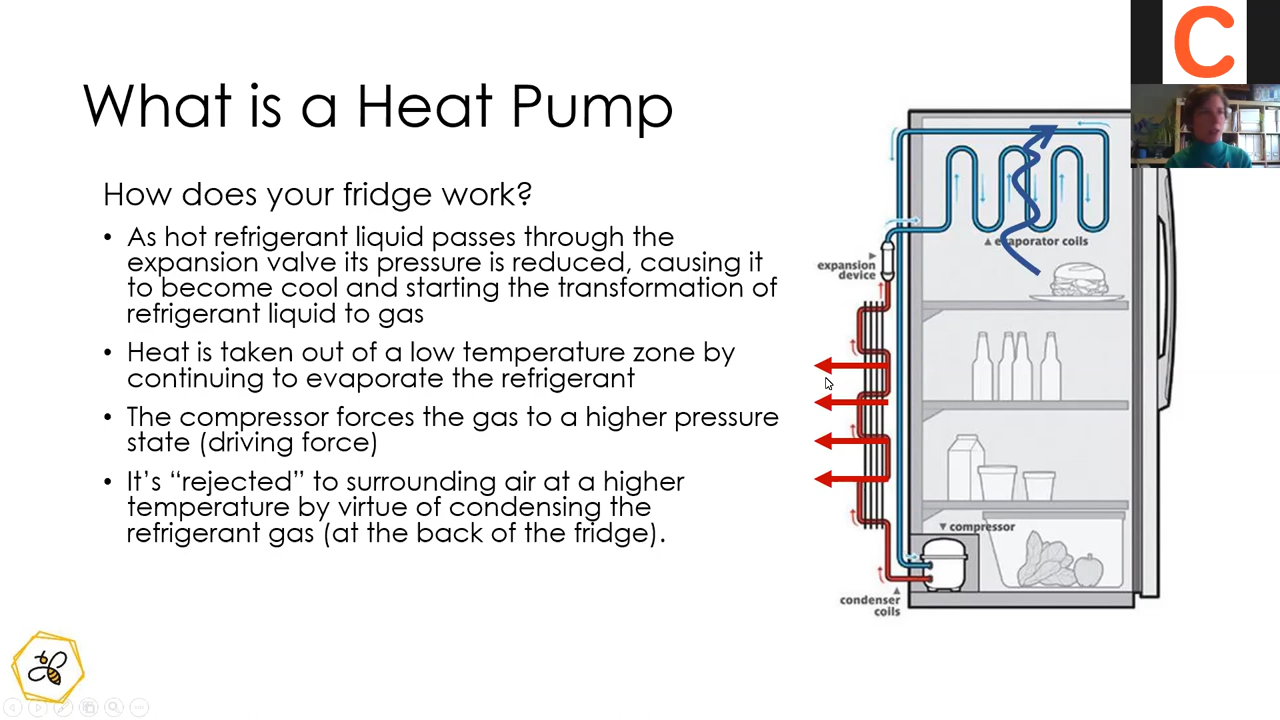 What is a Heat Pump
How does your fridge work?
• As hot refrigerant liquid passes through the
expansion valve its pressure is reduced, causing it
to become cool and starting the transformation of
refrigerant liquid to gas
• Heat is taken out of a low temperature zone by
continuing to evaporate the refrigerant
• The compressor forces the gas to a higher pressure
state (driving force)
• It's “rejected” to surrounding air at a higher
temperature by virtue of condensing the
refrigerant gas (at the back of the fridge).
C
▲ evaporator coils
expansion
device
▼ compressor
condenser
coils